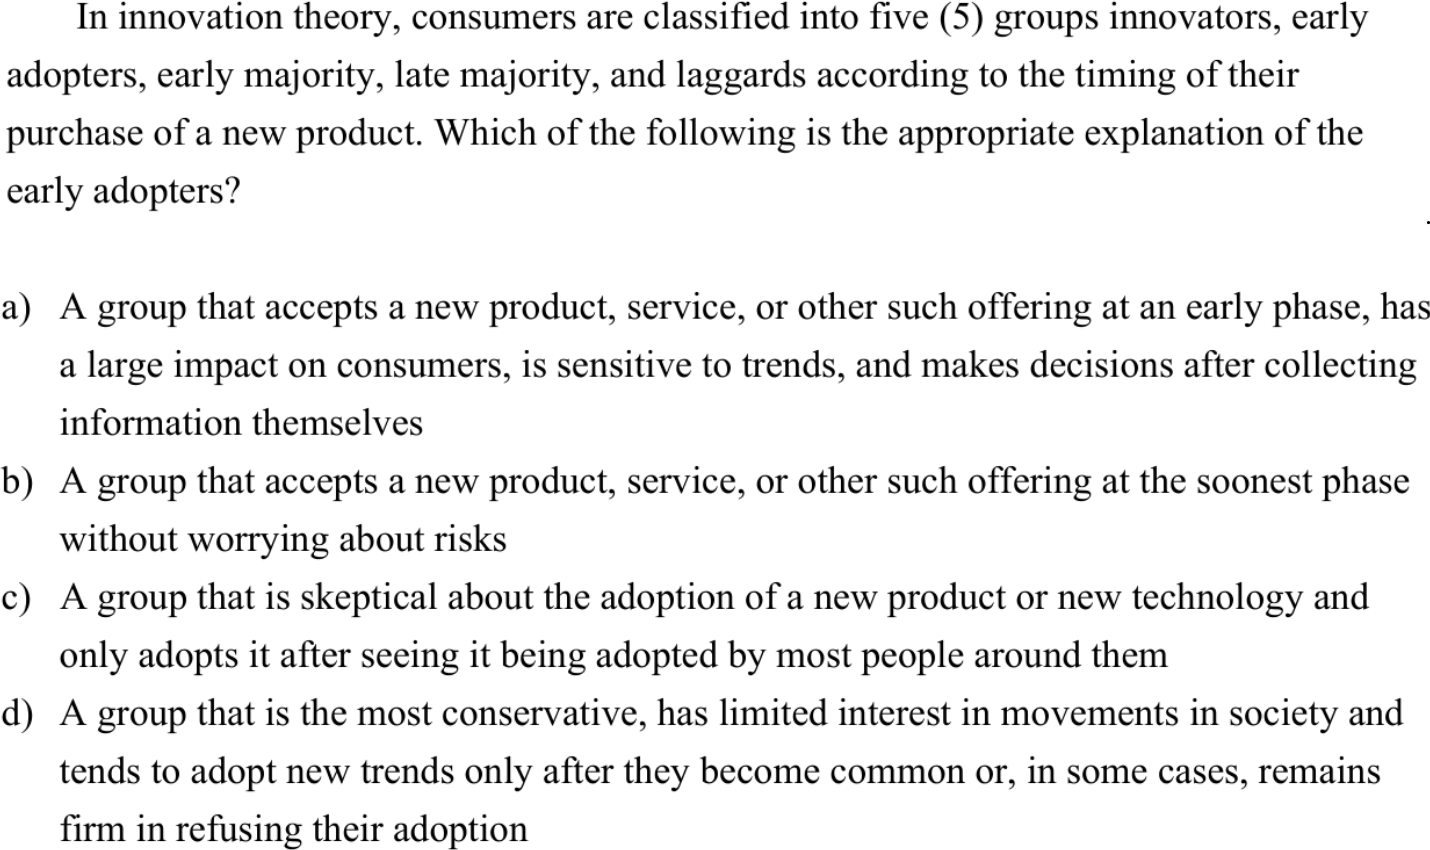 In innovation theory, consumers are classified into five (5) groups innovators, early
adopters, early majority, late majority, and laggards according to the timing of their
purchase of a new product. Which of the following is the appropriate explanation of the
early adopters?
a) A group that accepts a new product, service, or other such offering at an early phase, has
a large impact on consumers, is sensitive to trends, and makes decisions after collecting
information themselves
b) A group that accepts a new product, service, or other such offering at the soonest phase
without worrying about risks
c) A group that is skeptical about the adoption of a new product or new technology and
only adopts it after seeing it being adopted by most people around them
d) A group that is the most conservative, has limited interest in movements in society and
tends to adopt new trends only after they become common or, in some cases, remains
firm in refusing their adoption